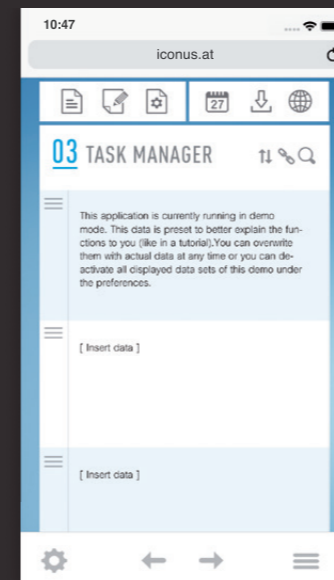 10:47
iconus.at
27
03 TASK MANAGER
This application is currently running in demo
mode. This data is preset to better explain the fun-
ctions to you (like in a tutorial).You can overwrite
them with actual data at any time or you can de-
activate all displayed data sets of this demo under
the preferences.
[ Insert data ]
[ Insert data ]